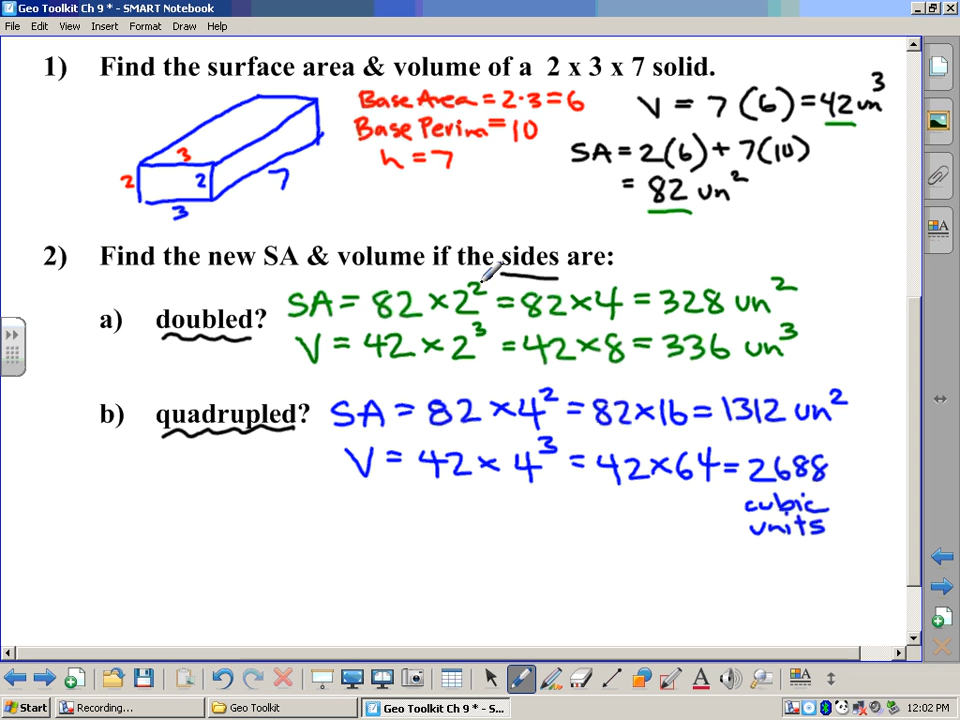 Geo Toolkit Ch 9 * - SMART Notebook
File Edit View Insert Format Draw Help
1) Find the surface area & volume of a 2 x 3 x 7 solid.
Base Area = 2·3 = 6
Base Perim = 10
h = 7
V = 7 (6) = 42 un³
SA = 2(6) + 7(10)
= 82 un²
3
2
2
7
3
2) Find the new SA & volume if the sides are:
a) doubled?
SA = 82 × 2² = 82 × 4 = 328 un²
V = 42 × 2³ = 42 × 8 = 336 un³
b) quadrupled?
SA = 82 × 4² = 82 × 16 = 1312 un²
V = 42 × 4³ = 42 × 64 = 2688
cubic
units
Start
Recording...
Geo Toolkit
Geo Toolkit Ch 9 * - S...
12:02 PM